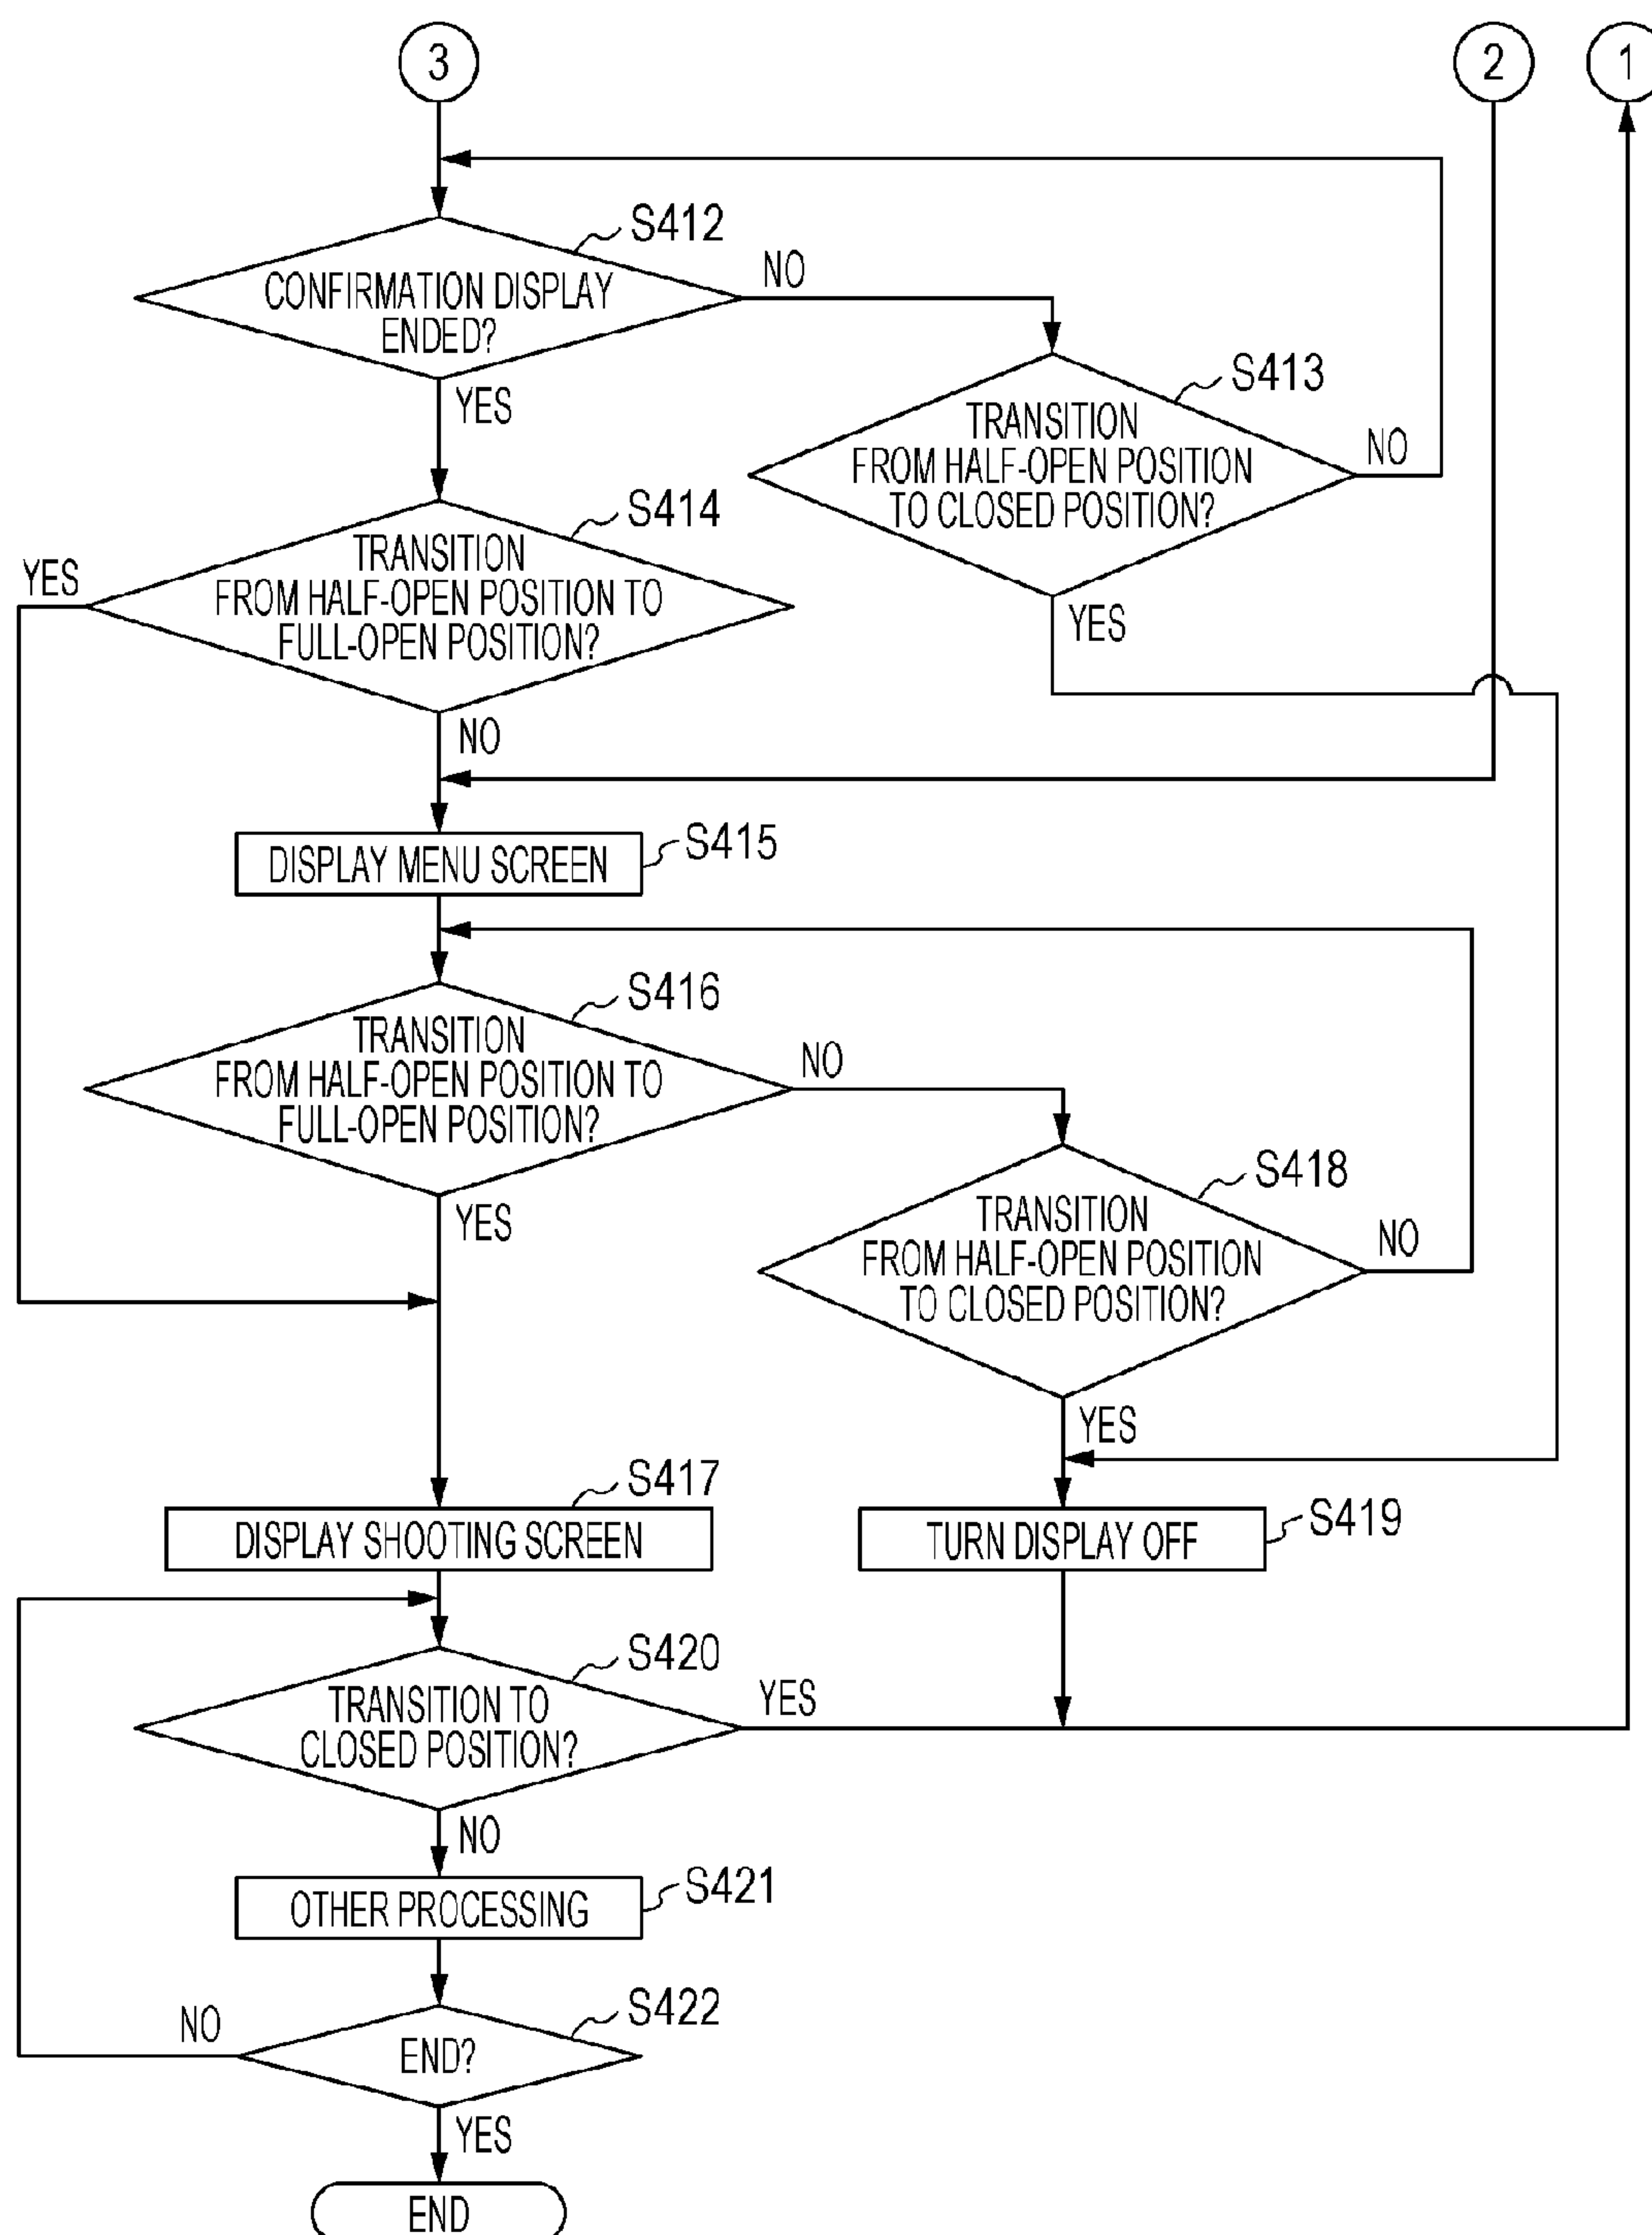 3
2
1
S412
CONFIRMATION DISPLAY
ENDED?
NO
YES
S413
TRANSITION
FROM HALF-OPEN POSITION
TO CLOSED POSITION?
NO
YES
S414
TRANSITION
FROM HALF-OPEN POSITION TO
FULL-OPEN POSITION?
YES
NO
S415
DISPLAY MENU SCREEN
S416
TRANSITION
FROM HALF-OPEN POSITION TO
FULL-OPEN POSITION?
NO
YES
S418
TRANSITION
FROM HALF-OPEN POSITION
TO CLOSED POSITION?
NO
YES
S417
DISPLAY SHOOTING SCREEN
S419
TURN DISPLAY OFF
S420
TRANSITION TO
CLOSED POSITION?
YES
NO
S421
OTHER PROCESSING
S422
END?
NO
YES
END